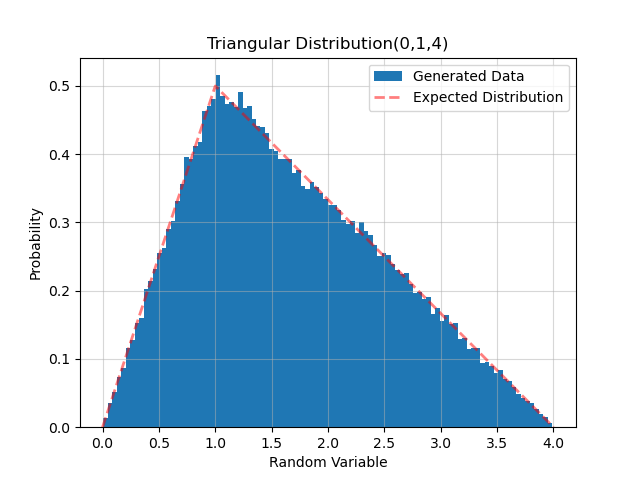 Triangular Distribution(0,1,4)
Generated Data
Expected Distribution
Probability
0.5
0.4
0.3
0.2
0.1
0.0
0.0 0.5 1.0 1.5 2.0 2.5 3.0 3.5 4.0
Random Variable